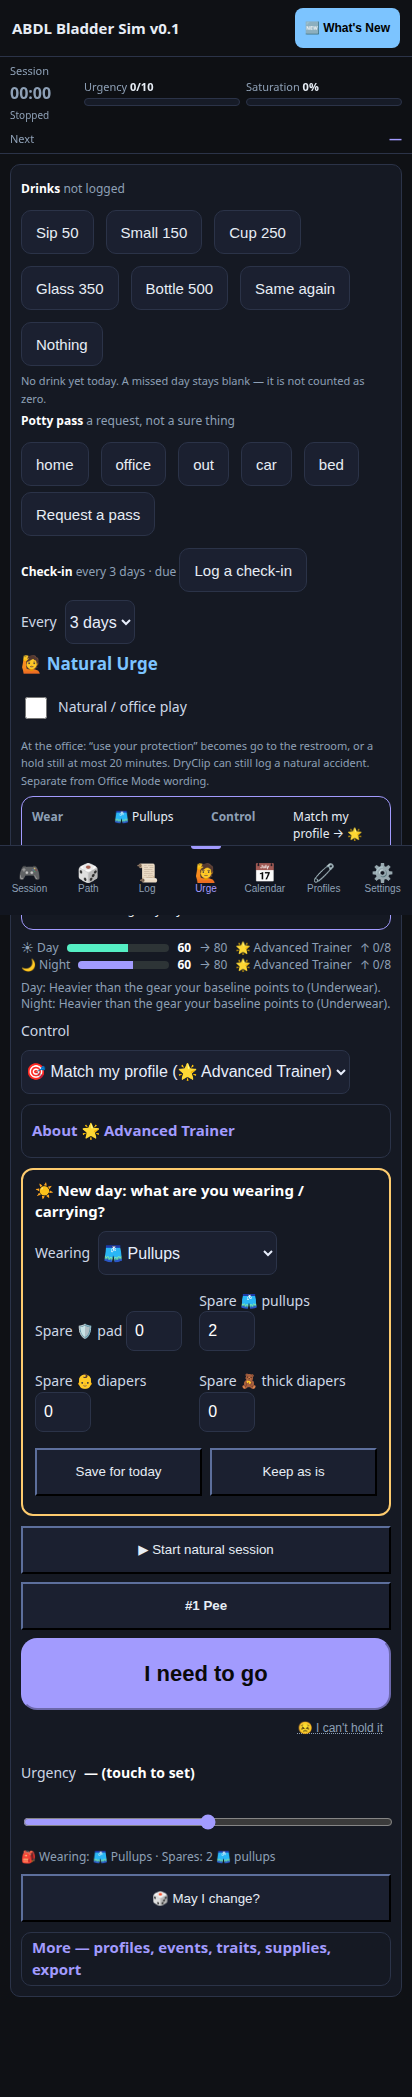 ABDL Bladder Sim v0.1
🆕 What's New
Session
00:00
Stopped
Urgency 0/10
Saturation 0%
Next —
Drinks not logged
Sip 50 Small 150 Cup 250
Glass 350 Bottle 500 Same again
Nothing
No drink yet today. A missed day stays blank — it is not counted as
zero.
Potty pass a request, not a sure thing
home office out car bed
Request a pass
Check-in every 3 days · due Log a check-in
Every 3 days
🙋 Natural Urge
Natural / office play
At the office: “use your protection” becomes go to the restroom, or a
hold still at most 20 minutes. DryClip can still log a natural accident.
Separate from Office Mode wording.
Wear 🩳 Pullups Control Match my
profile → 🌟
🎮 Session 🎲 Path 📜 Log 🙋 Urge 📅 Calendar 🧷 Profiles ⚙️ Settings
☀ Day 60 → 80 🌟 Advanced Trainer ↑ 0/8
🌙 Night 60 → 80 🌟 Advanced Trainer ↑ 0/8
Day: Heavier than the gear your baseline points to (Underwear).
Night: Heavier than the gear your baseline points to (Underwear).
Control
🎯 Match my profile (🌟 Advanced Trainer)
About 🌟 Advanced Trainer
☀️ New day: what are you wearing /
carrying?
Wearing 🩳 Pullups
Spare 🛡️ pad 0
Spare 🩳 pullups
2
Spare 👶 diapers
0
Spare 🧸 thick diapers
0
Save for today Keep as is
▶ Start natural session
#1 Pee
I need to go
😣 I can't hold it
Urgency — (touch to set)
🎒 Wearing: 🩳 Pullups · Spares: 2 🩳 pullups
🎲 May I change?
More — profiles, events, traits, supplies,
export